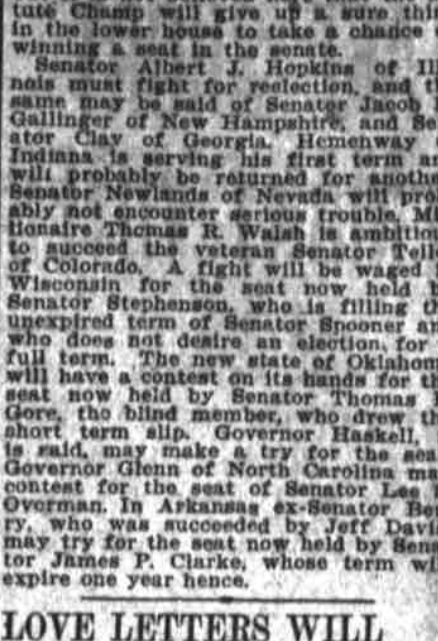 tute Champ will give up a sure thin
in the lower house to take a chance
winning a seat in the senate.
Senator Albert J. Hopkins of Ill
nois must fight for reelection, and t
same may be said of Senator Jacob
Gallinger of New Hampshire, and Se
ator Clay of Georgia. Hemenway
Indiana is serving his first term an
will probably be returned for anothe
Senator Newlands of Nevada will pro
ably not encounter serious trouble. Mi
lionaire Thomas R. Walsh is ambitiou
to succeed the veteran Senator Telle
of Colorado. A fight will be waged
Wisconsin for the seat now held b
Senator Stephenson, who is filling th
unexpired term of Senator Spooner an
who does not desire an election for
full term. The new state of Oklahom
will have a contest on its hands for th
seat now held by Senator Thomas
Gore, the blind member, who drew th
short term slip. Governor Haskell,
is said, may make a try for the sea
Governor Glenn of North Carolina ma
contest for the seat of Senator Lee
Overman. In Arkansas ex-Senator Ber
ry, who was succeeded by Jeff Davi
may try for the seat now held by Sena
tor James P. Clarke, whose term wi
expire one year hence.
LOVE LETTERS WILL